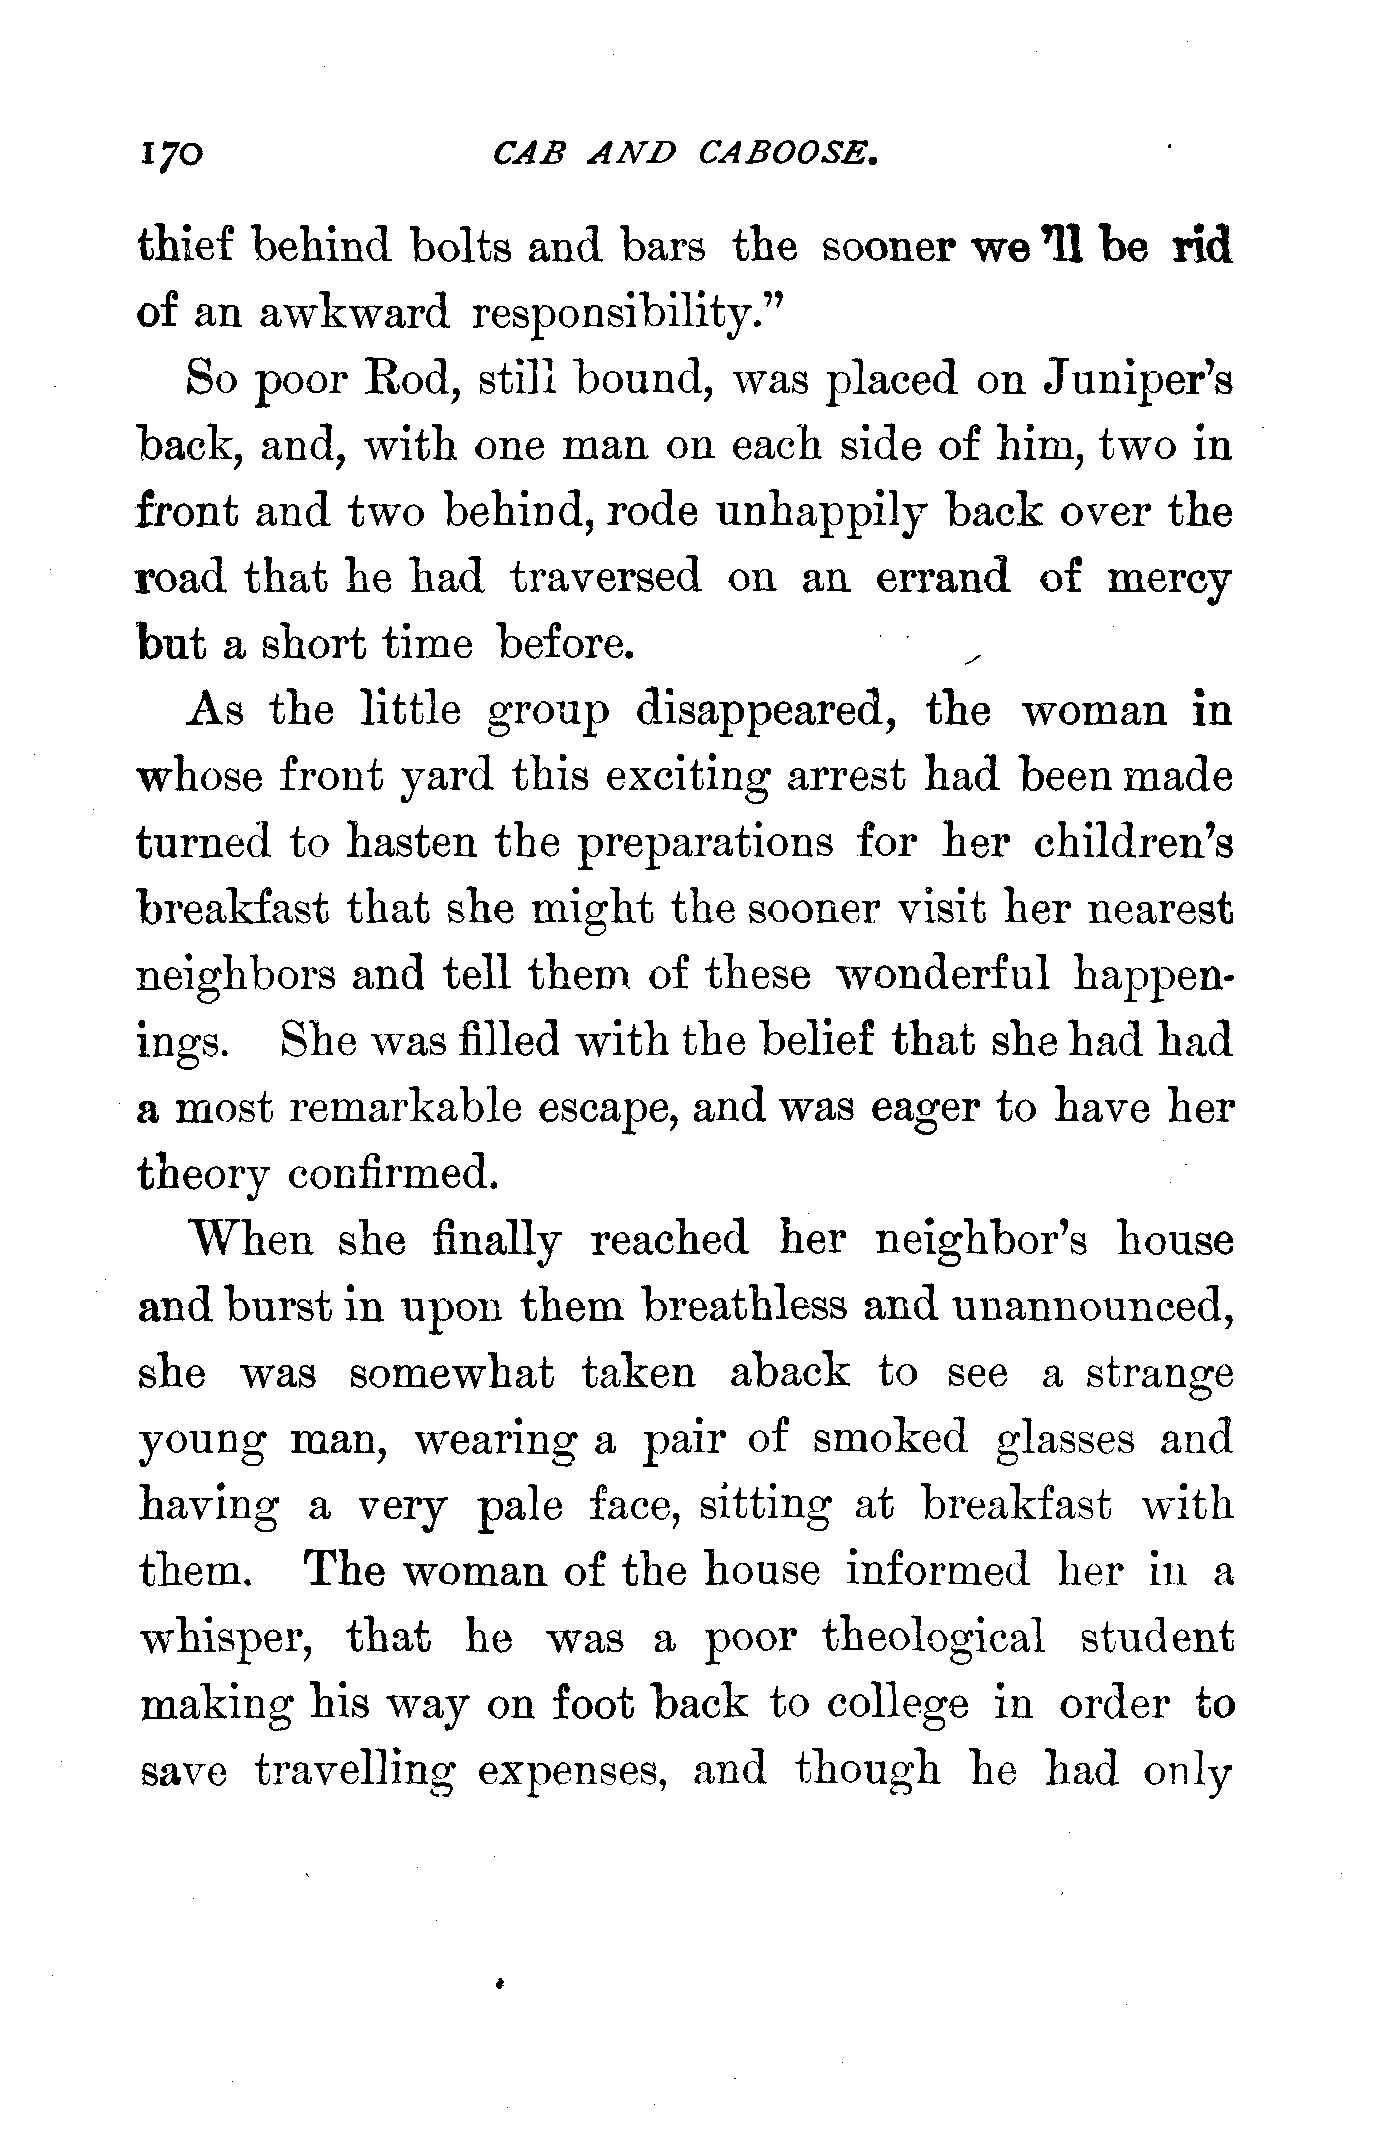 170 CAB AND CABOOSE.
thief behind bolts and bars the sooner we 'll be rid
of an awkward responsibility."
So poor Rod, still bound, was placed on Juniper's
back, and, with one man on each side of him, two in
front and two behind, rode unhappily back over the
road that he had traversed on an errand of mercy
but a short time before.
As the little group disappeared, the woman in
whose front yard this exciting arrest had been made
turned to hasten the preparations for her children's
breakfast that she might the sooner visit her nearest
neighbors and tell them of these wonderful happen-
ings. She was filled with the belief that she had had
a most remarkable escape, and was eager to have her
theory confirmed.
When she finally reached her neighbor's house
and burst in upon them breathless and unannounced,
she was somewhat taken aback to see a strange
young man, wearing a pair of smoked glasses and
having a very pale face, sitting at breakfast with
them. The woman of the house informed her in a
whisper, that he was a poor theological student
making his way on foot back to college in order to
save travelling expenses, and though he had only